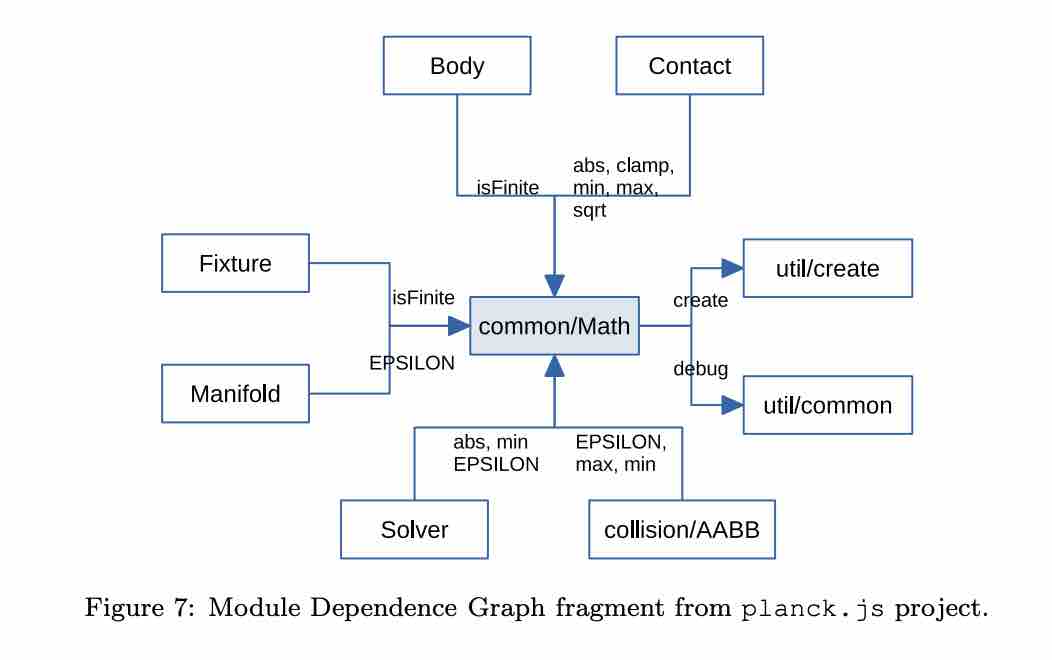 Body
Contact
isFinite
abs, clamp,
min, max,
sqrt
Fixture
isFinite
common/Math
create
util/create
Manifold
EPSILON
debug
util/common
abs, min
EPSILON
EPSILON,
max, min
Solver
collision/AABB
Figure 7: Module Dependence Graph fragment from planck.js project.